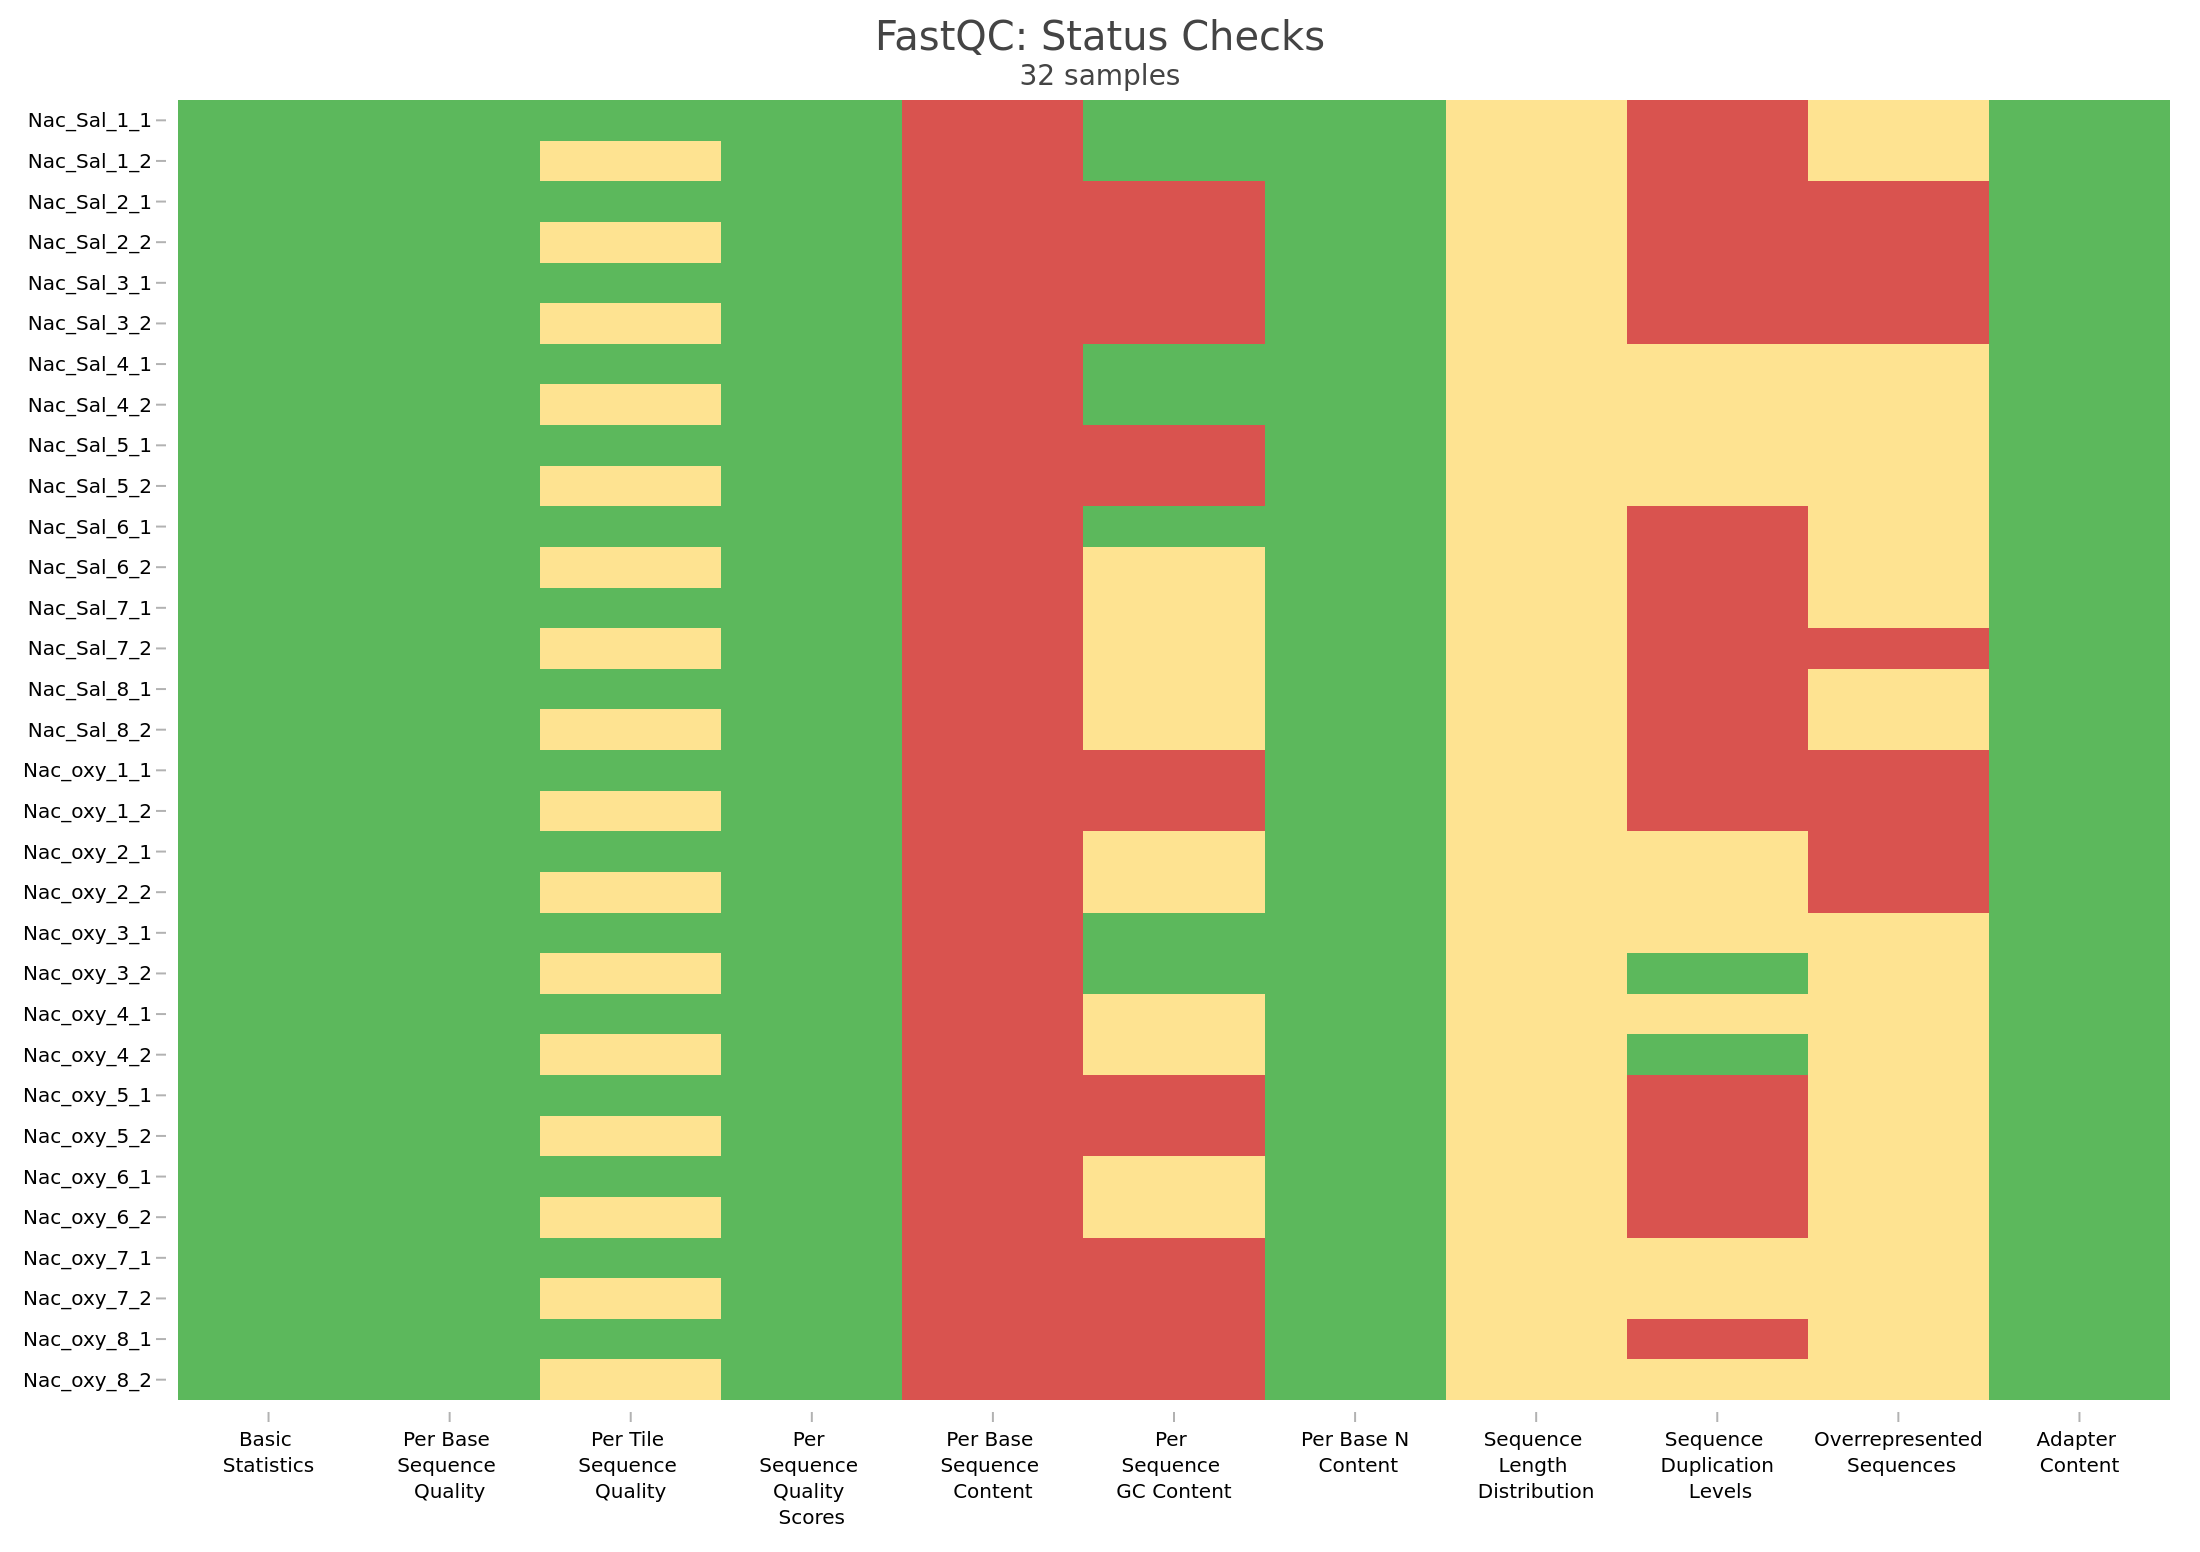 FastQC: Status Checks
32 samples
Nac_Sal_1_1
Nac_Sal_1_2
Nac_Sal_2_1
Nac_Sal_2_2
Nac_Sal_3_1
Nac_Sal_3_2
Nac_Sal_4_1
Nac_Sal_4_2
Nac_Sal_5_1
Nac_Sal_5_2
Nac_Sal_6_1
Nac_Sal_6_2
Nac_Sal_7_1
Nac_Sal_7_2
Nac_Sal_8_1
Nac_Sal_8_2
Nac_oxy_1_1
Nac_oxy_1_2
Nac_oxy_2_1
Nac_oxy_2_2
Nac_oxy_3_1
Nac_oxy_3_2
Nac_oxy_4_1
Nac_oxy_4_2
Nac_oxy_5_1
Nac_oxy_5_2
Nac_oxy_6_1
Nac_oxy_6_2
Nac_oxy_7_1
Nac_oxy_7_2
Nac_oxy_8_1
Nac_oxy_8_2
Basic
Statistics
Per Base
Sequence
Quality
Per Tile
Sequence
Quality
Per
Sequence
Quality
Scores
Per Base
Sequence
Content
Per
Sequence
GC Content
Per Base N
Content
Sequence
Length
Distribution
Sequence
Duplication
Levels
Overrepresented
Sequences
Adapter
Content